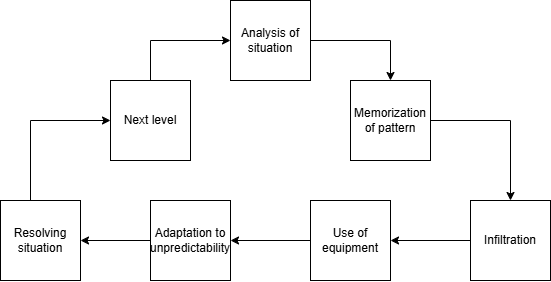 Analysis of
situation
Next level
Memorization
of pattern
Resolving
situation
Adaptation to
unpredictability
Use of
equipment
Infiltration